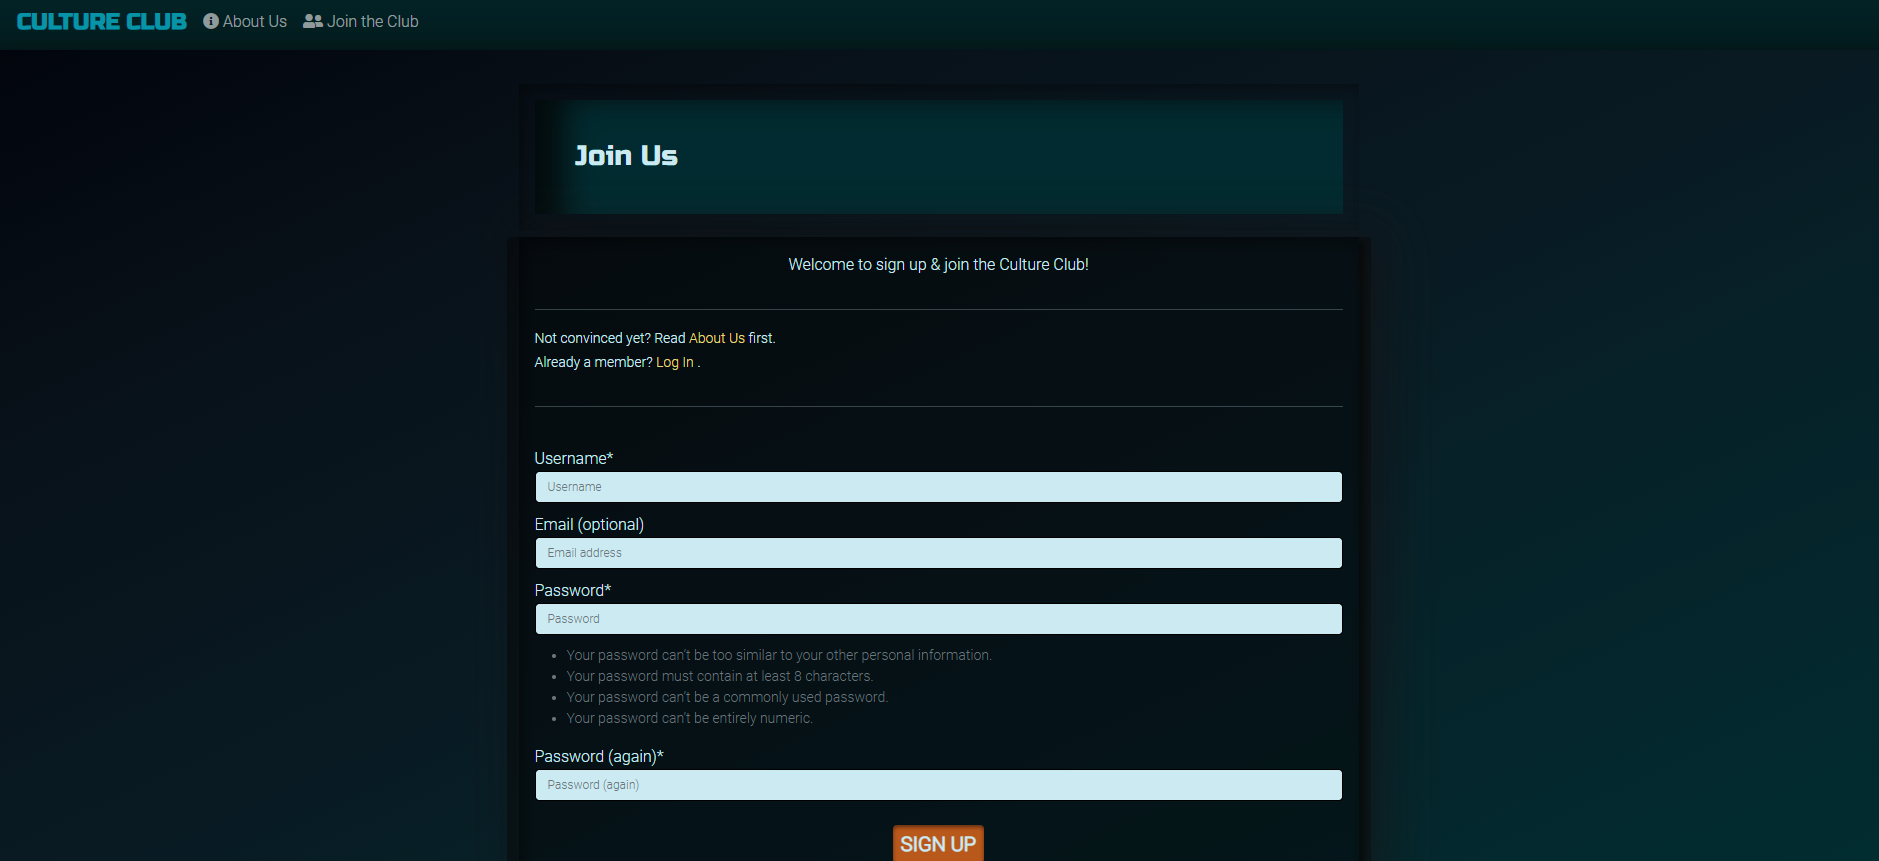 CULTURE CLUB About Us Join the Club
Join Us
Welcome to sign up & join the Culture Club!
Not convinced yet? Read About Us first.
Already a member? Log In .
Username*
Username
Email (optional)
Email address
Password*
Password
Your password can't be too similar to your other personal information.
Your password must contain at least 8 characters.
Your password can't be a commonly used password.
Your password can't be entirely numeric.
Password (again)*
Password (again)
SIGN UP